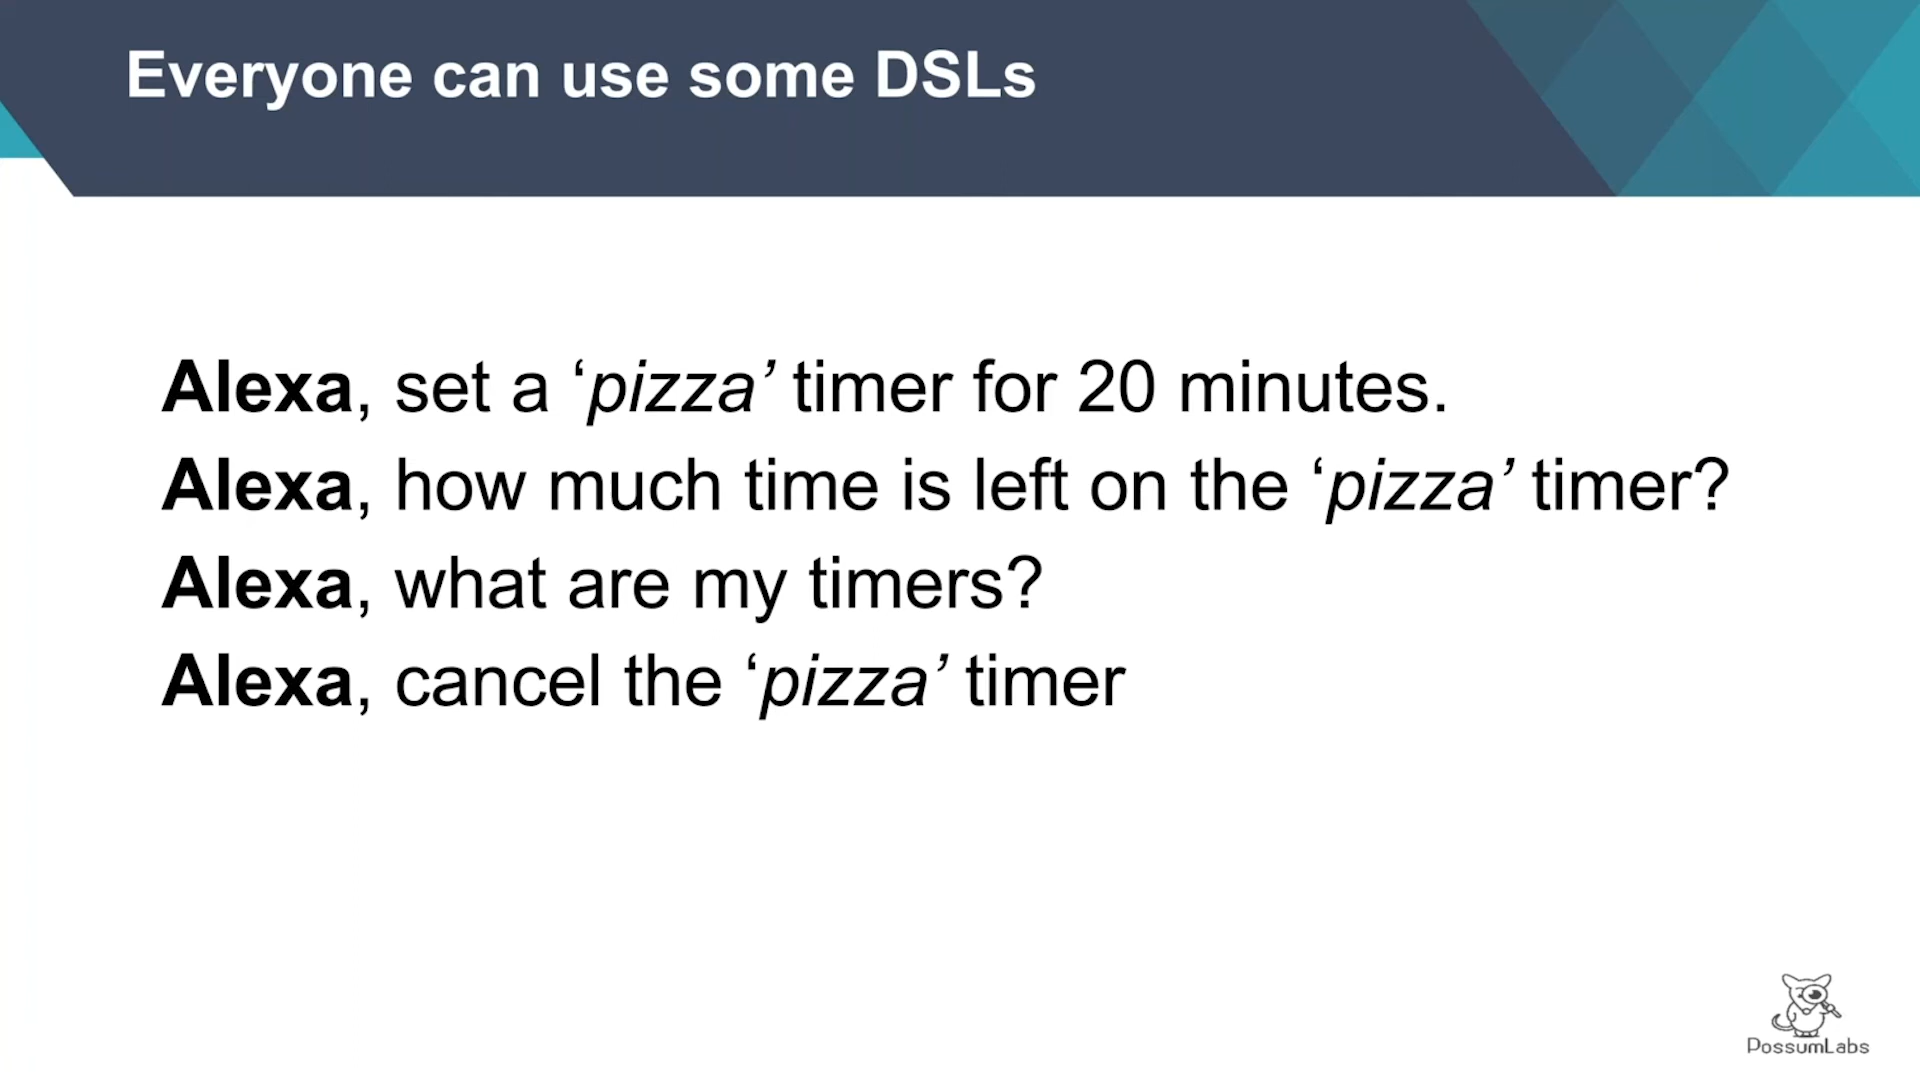 Everyone can use some DSLs
Alexa, set a ‘pizza’ timer for 20 minutes.
Alexa, how much time is left on the ‘pizza’ timer?
Alexa, what are my timers?
Alexa, cancel the ‘pizza’ timer
PossumLabs